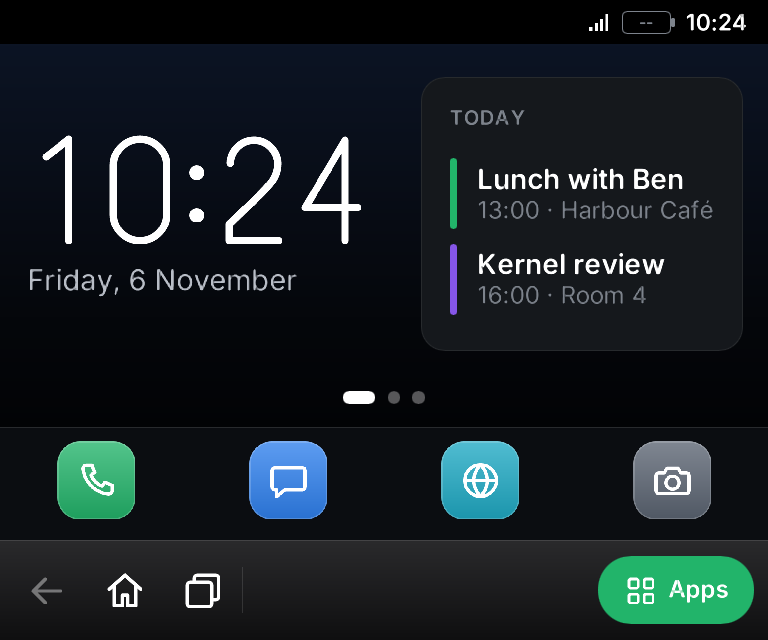 -- 10:24
10:24
Friday, 6 November
TODAY
Lunch with Ben
13:00 · Harbour Café
Kernel review
16:00 · Room 4
Apps